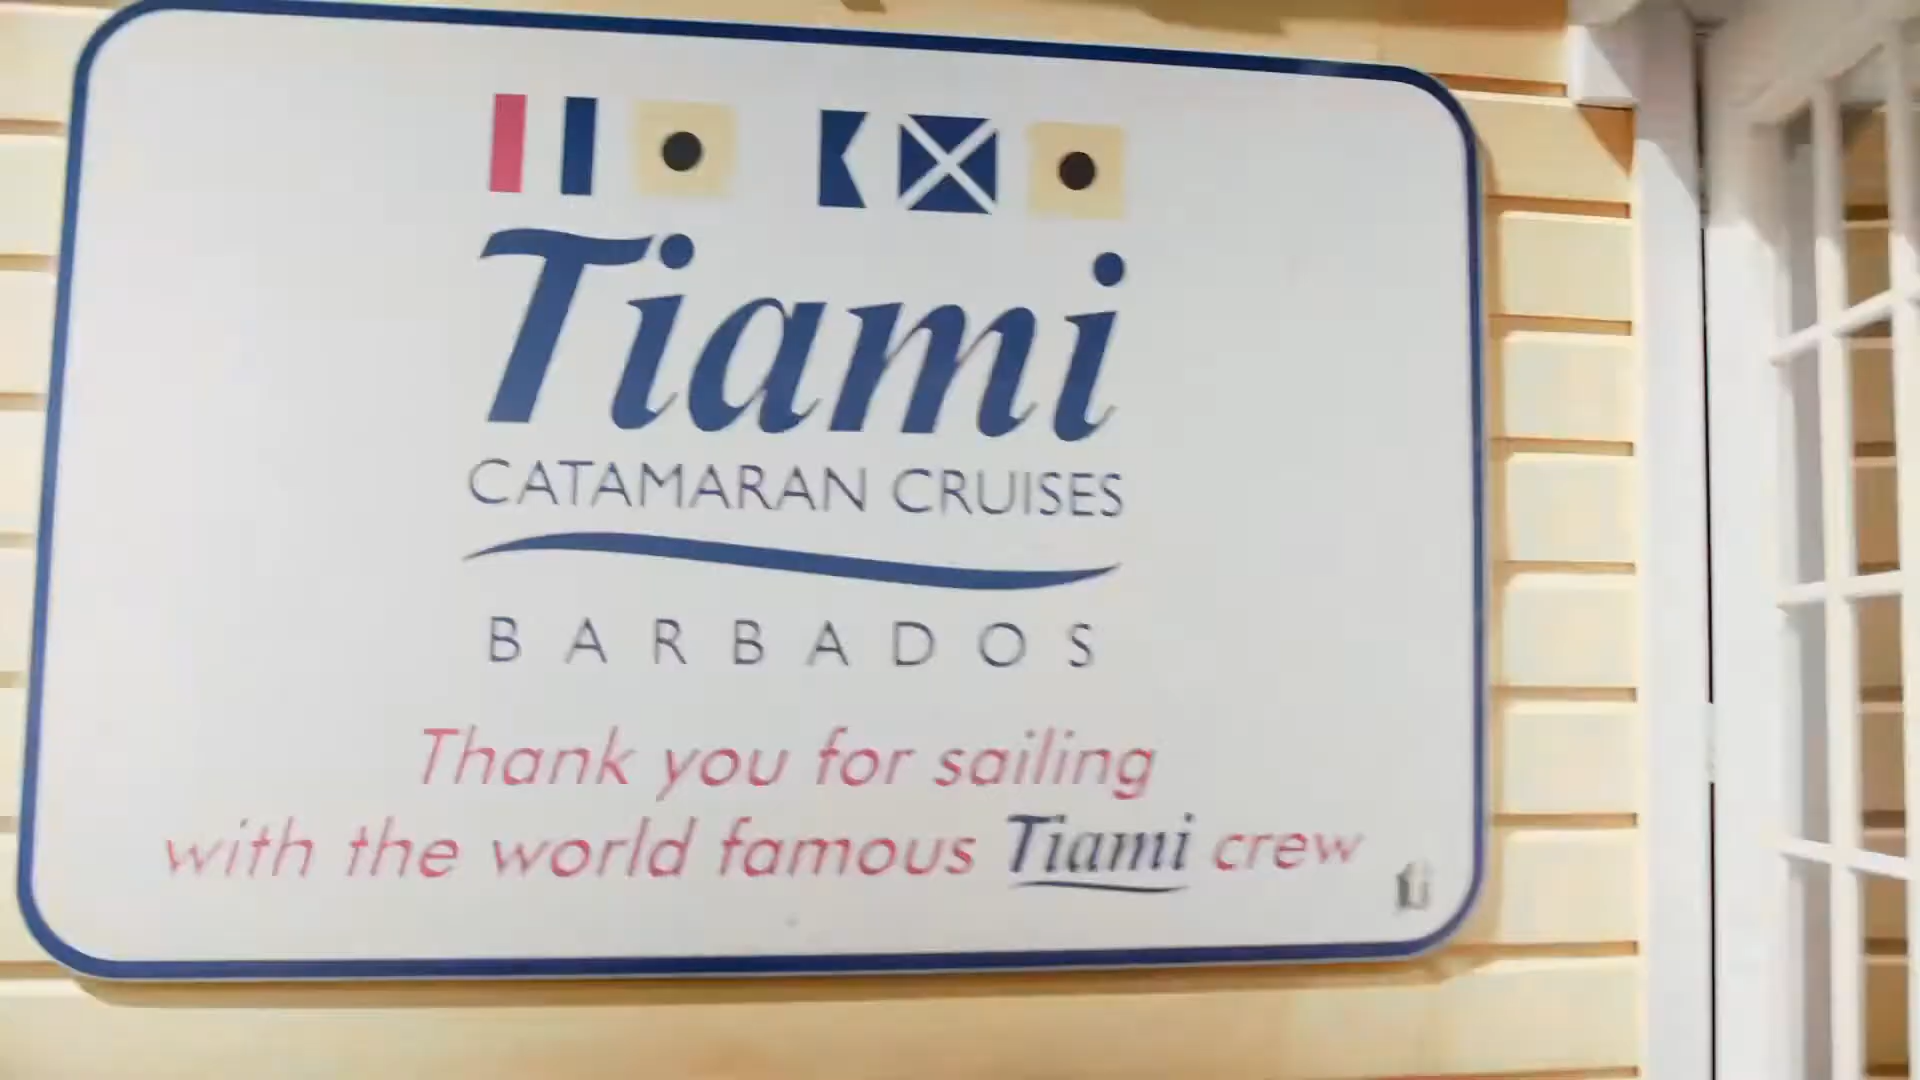 Tiami
CATAMARAN CRUISES
BARBADOS
Thank you for sailing
with the world famous Tiami crew